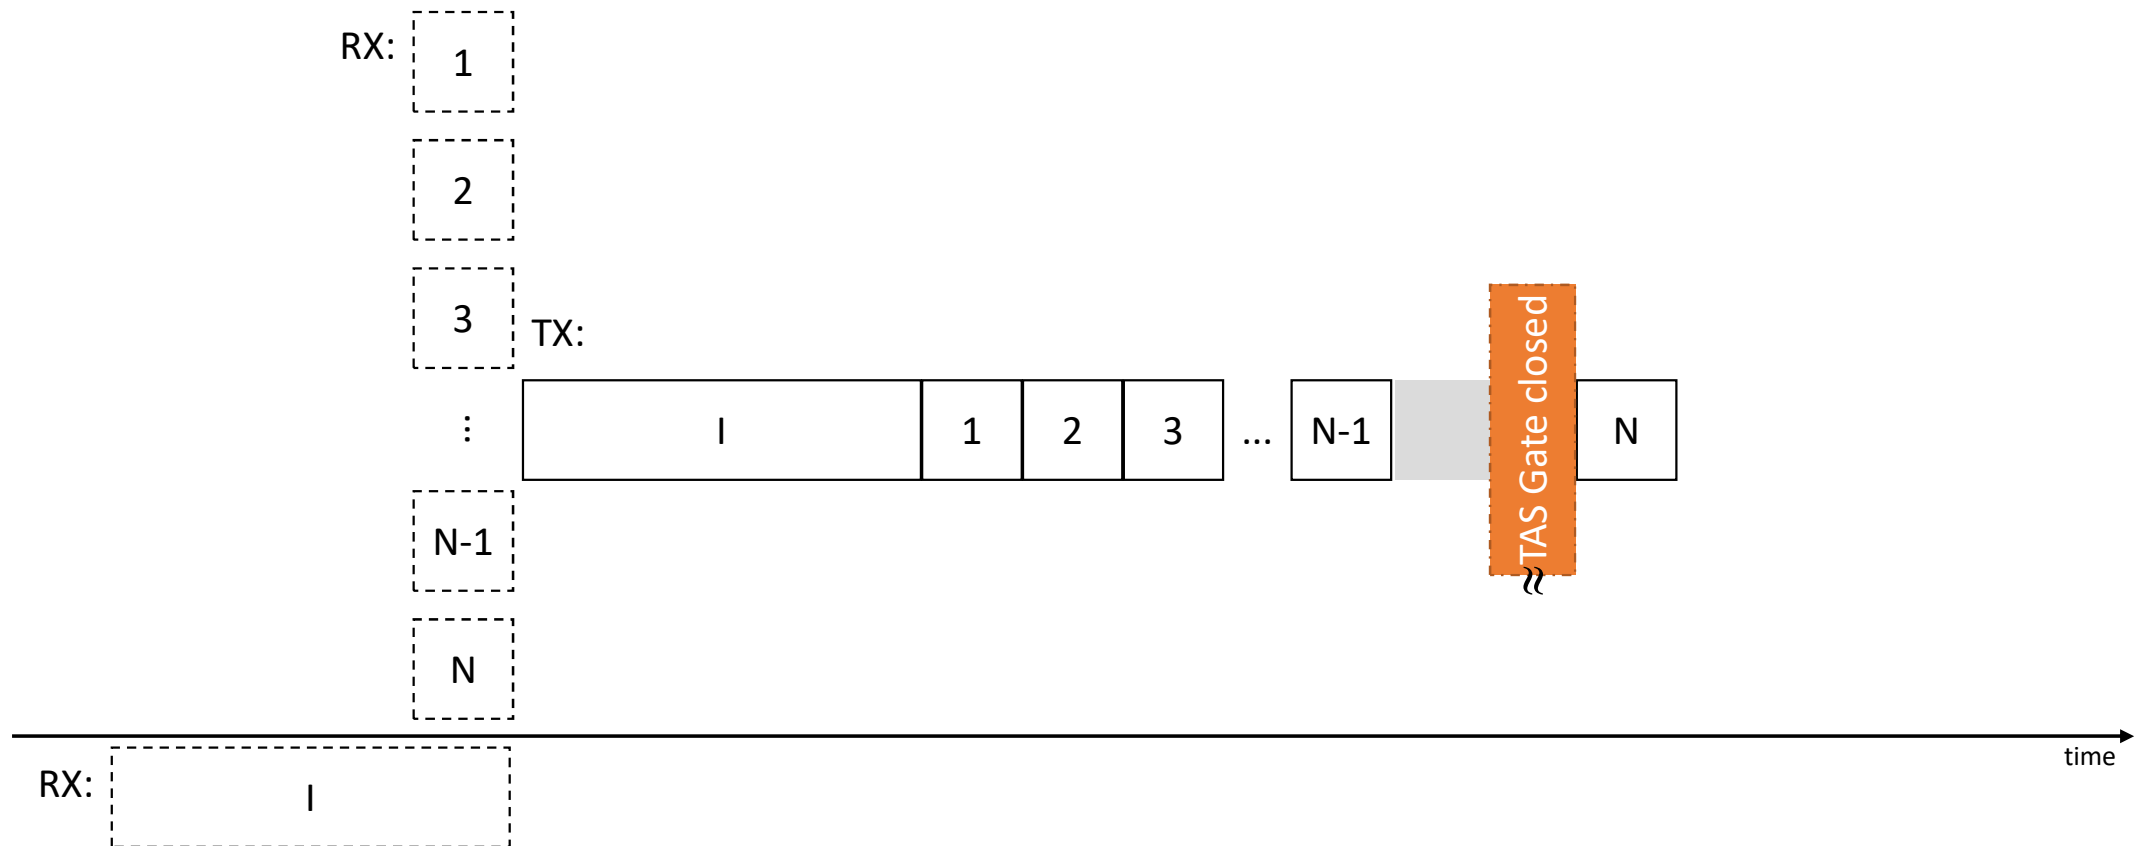 RX:
1
2
3
TX:
⋮
I
1
2
3
...
N-1
TAS Gate closed
≈
N
N-1
N
time
RX:
I